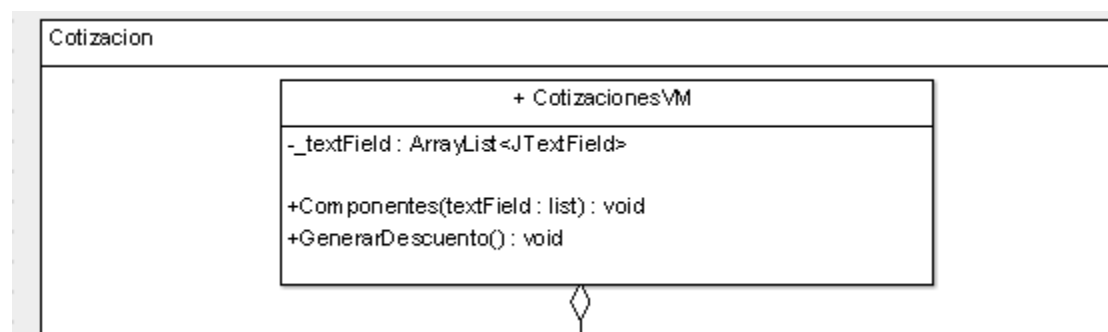 Cotizacion
+ CotizacionesVM
-_textField : ArrayList<JTextField>
+Componentes(textField : list) : void
+GenerarDescuento() : void